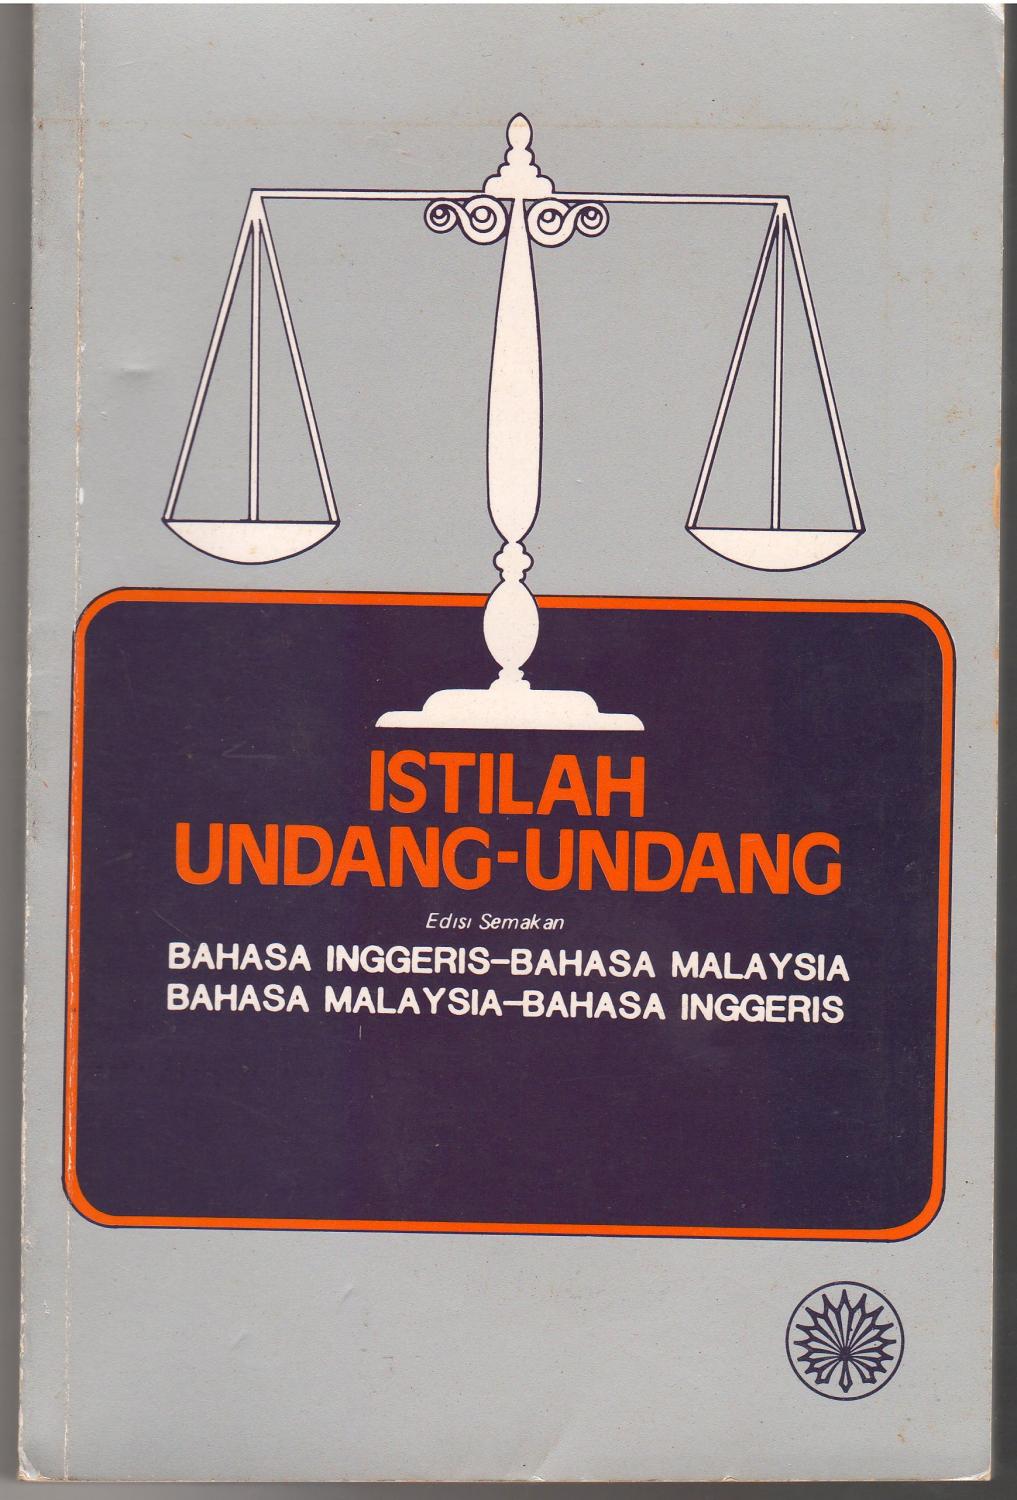 ISTILAH
UNDANG-UNDANG
Edisi Semakan
BAHASA INGGERIS–BAHASA MALAYSIA
BAHASA MALAYSIA–BAHASA INGGERIS